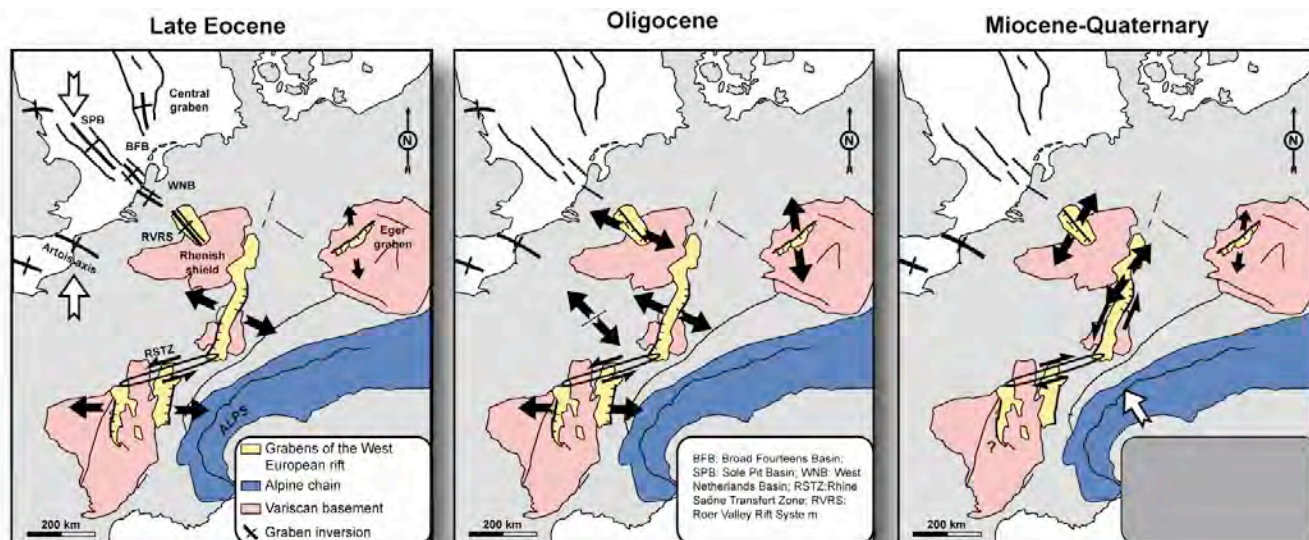 Late Eocene
Central
graben
SPB
BFB
WNB
N
RVRS
Artois axis
Rhenish
shield
Eger
graben
RSTZ
ALPS
Grabens of the West
European rift
Alpine chain
Variscan basement
Graben inversion
200 km
Oligocene
N
BFB: Broad Fourteens Basin;
SPB: Sole Pit Basin; WNB: West
Netherlands Basin; RSTZ:Rhine
Saône Transfert Zone; RVRS:
Roer Valley Rift Syste m
200 km
Miocene-Quaternary
N
?
200 km